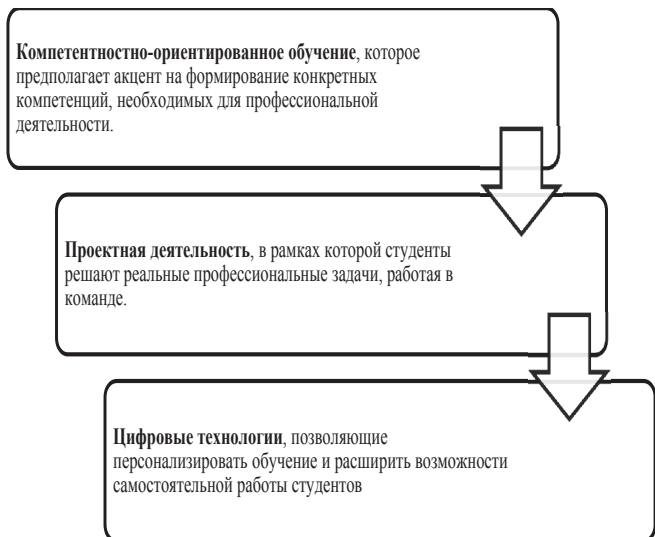 Компетентностно-ориентированное обучение, которое
предполагает акцент на формирование конкретных
компетенций, необходимых для профессиональной
деятельности.
Проектная деятельность, в рамках которой студенты
решают реальные профессиональные задачи, работая в
команде.
Цифровые технологии, позволяющие
персонализировать обучение и расширить возможности
самостоятельной работы студентов